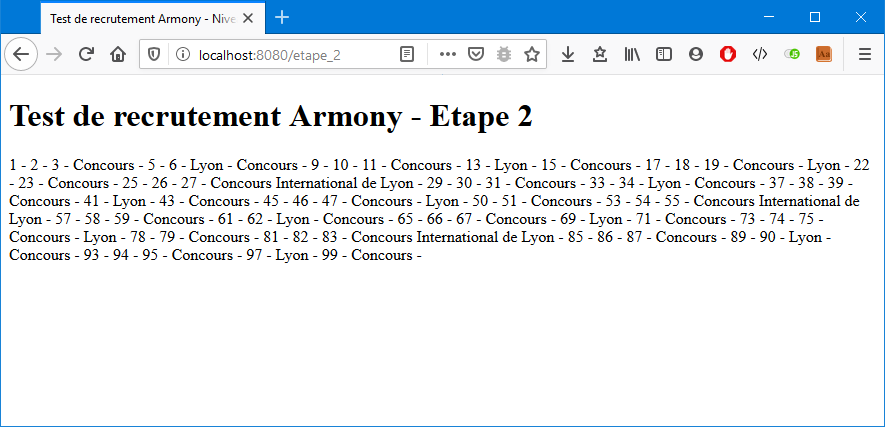 Test de recrutement Armony - Nive
localhost:8080/etape_2
Test de recrutement Armony - Etape 2
1 - 2 - 3 - Concours - 5 - 6 - Lyon - Concours - 9 - 10 - 11 - Concours - 13 - Lyon - 15 - Concours - 17 - 18 - 19 - Concours - Lyon - 22
- 23 - Concours - 25 - 26 - 27 - Concours International de Lyon - 29 - 30 - 31 - Concours - 33 - 34 - Lyon - Concours - 37 - 38 - 39 -
Concours - 41 - Lyon - 43 - Concours - 45 - 46 - 47 - Concours - Lyon - 50 - 51 - Concours - 53 - 54 - 55 - Concours International de
Lyon - 57 - 58 - 59 - Concours - 61 - 62 - Lyon - Concours - 65 - 66 - 67 - Concours - 69 - Lyon - 71 - Concours - 73 - 74 - 75 -
Concours - Lyon - 78 - 79 - Concours - 81 - 82 - 83 - Concours International de Lyon - 85 - 86 - 87 - Concours - 89 - 90 - Lyon -
Concours - 93 - 94 - 95 - Concours - 97 - Lyon - 99 - Concours -